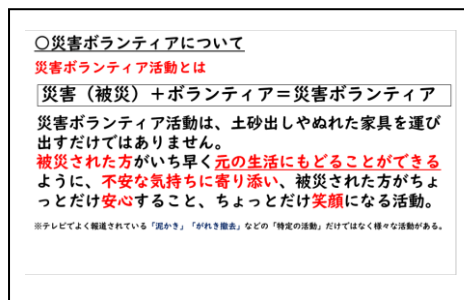 〇災害ボランティアについて
災害ボランティア活動とは
災害(被災)+ボランティア=災害ボランティア
災害ボランティア活動は、土砂出しやぬれた家具を運び
出すだけではありません。
被災された方がいち早く元の生活にもどることができる
ように、不安な気持ちに寄り添い、被災された方がちょ
っとだけ安心すること、ちょっとだけ笑顔になる活動。
※テレビでよく報道されている「泥かき」「がれき撤去」などの「特定の活動」だけではなく様々な活動がある。